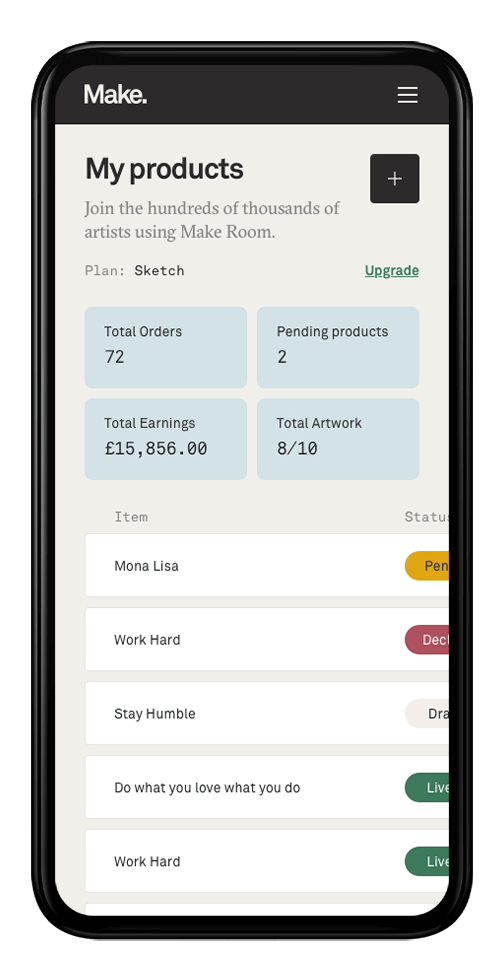 Make.
My products
Join the hundreds of thousands of
artists using Make Room.
Plan: Sketch
Upgrade
Total Orders
72
Pending products
2
Total Earnings
£15,856.00
Total Artwork
8/10
Item Statu
Mona Lisa Pen
Work Hard Decl
Stay Humble Dra
Do what you love what you do Live
Work Hard Live